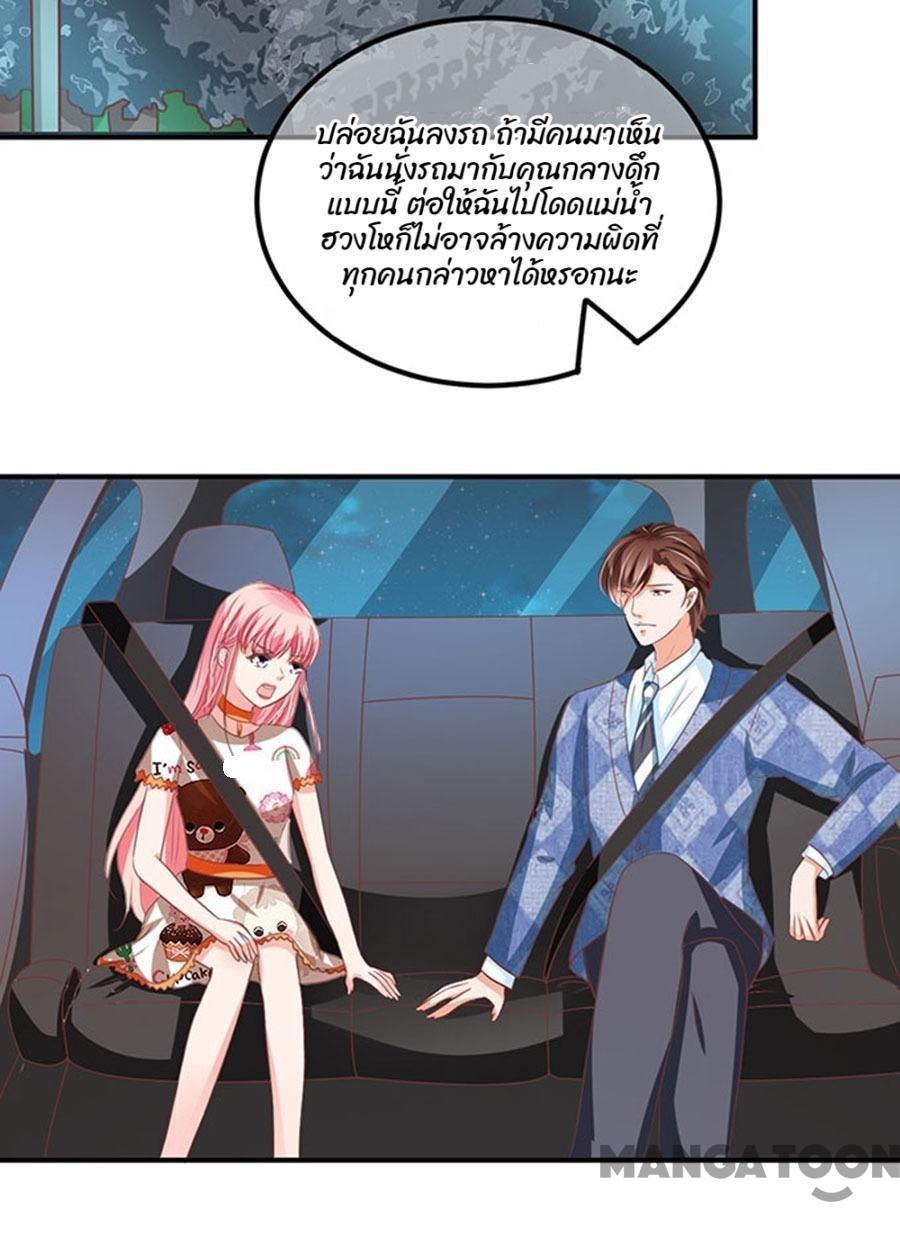 ปล่อยฉันลงรถ ถ้ามีคนมาเห็น
ว่าฉันนั่งรถมากับคุณกลางดึก
แบบนี้ ต่อให้ฉันไปโดดแม่น้ำ
ฮวงโหก็ไม่อาจล้างความผิดที่
ทุกคนกล่าวหาได้หรอกนะ
I'm so
Cupcake
MANGATOON